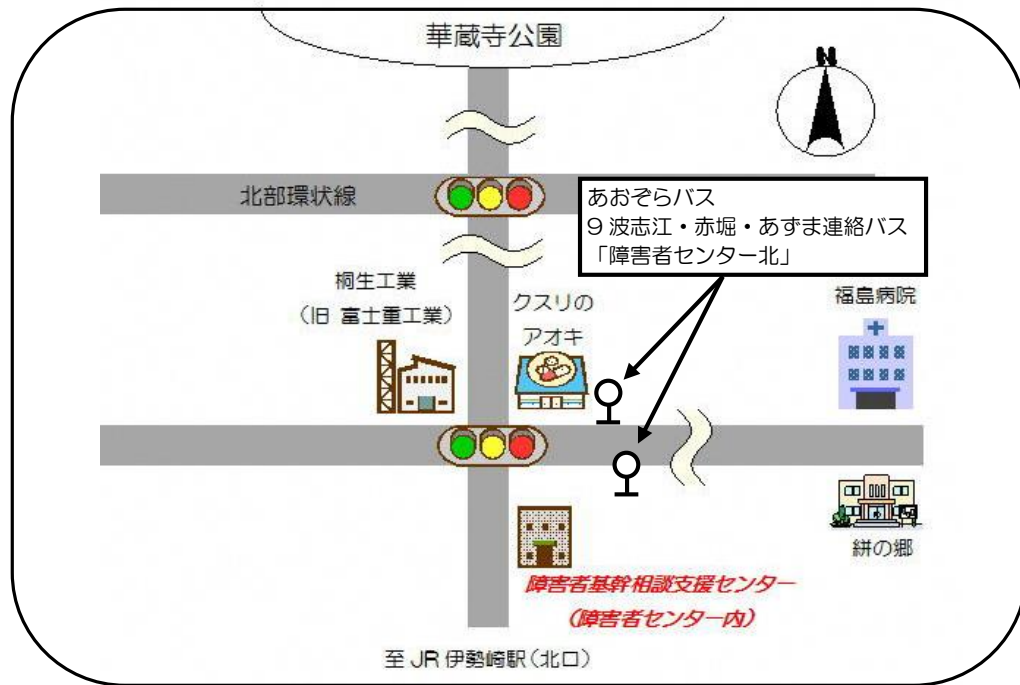 華蔵寺公園
N
北部環状線
あおぞらバス
9 波志江・赤堀・あずま連絡バス
「障害者センター北」
桐生工業
（旧 富士重工業）
クスリの
アオキ
福島病院
絣の郷
障害者基幹相談支援センター
（障害者センター内）
至 JR 伊勢崎駅（北口）